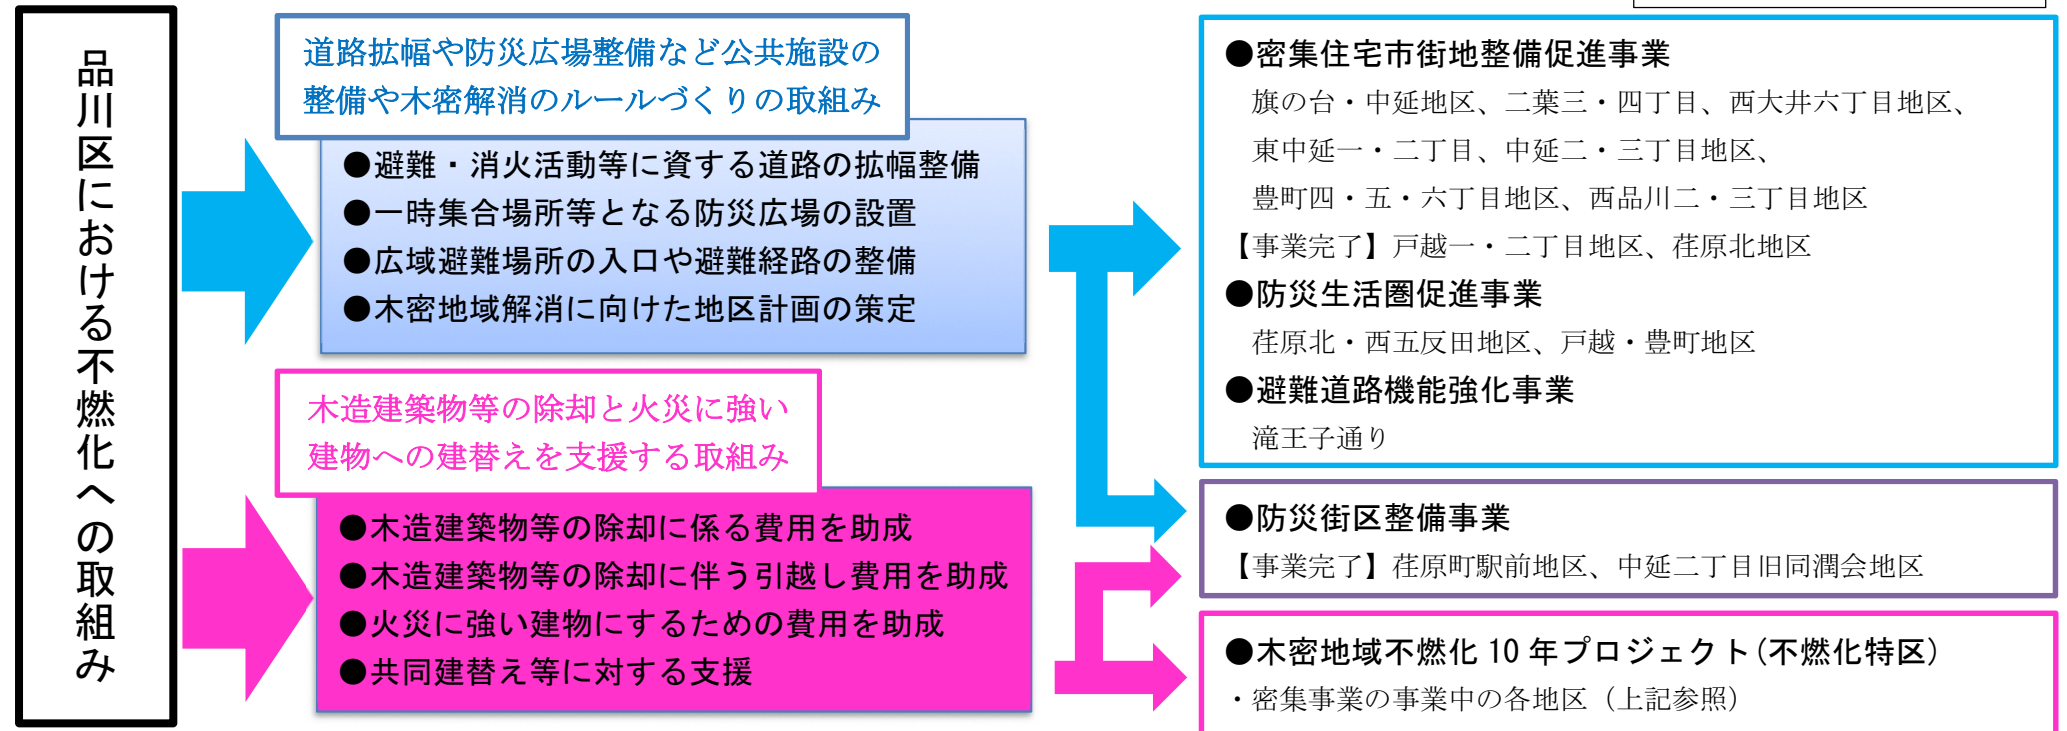 品川区における不燃化への取組み
道路拡幅や防災広場整備など公共施設の
整備や木密解消のルールづくりの取組み
●避難・消火活動等に資する道路の拡幅整備
●一時集合場所等となる防災広場の設置
●広域避難場所の入口や避難経路の整備
●木密地域解消に向けた地区計画の策定
木造建築物等の除却と火災に強い
建物への建替えを支援する取組み
●木造建築物等の除却に係る費用を助成
●木造建築物等の除却に伴う引越し費用を助成
●火災に強い建物にするための費用を助成
●共同建替え等に対する支援
●密集住宅市街地整備促進事業
旗の台・中延地区、二葉三・四丁目、西大井六丁目地区、
東中延一・二丁目、中延二・三丁目地区、
豊町四・五・六丁目地区、西品川二・三丁目地区
【事業完了】戸越一・二丁目地区、荏原北地区
●防災生活圏促進事業
荏原北・西五反田地区、戸越・豊町地区
●避難道路機能強化事業
滝王子通り
●防災街区整備事業
【事業完了】荏原町駅前地区、中延二丁目旧同潤会地区
●木密地域不燃化 10 年プロジェクト(不燃化特区)
・密集事業の事業中の各地区（上記参照）